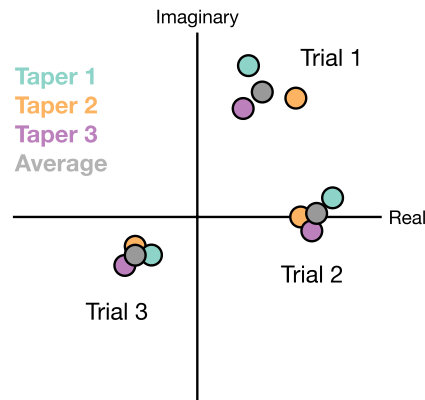 Imaginary
Trial 1
Taper 1
Taper 2
Taper 3
Average
Real
Trial 2
Trial 3